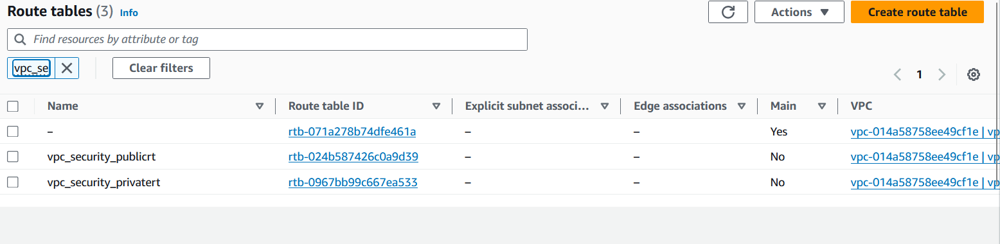 Route tables (3) Info
Actions
Create route table
Find resources by attribute or tag
vpc_se
Clear filters
1
Name Route table ID Explicit subnet associ... Edge associations Main VPC
– rtb-071a278b74dfe461a – – Yes vpc-014a58758ee49cf1e | vp
vpc_security_publicrt rtb-024b587426c0a9d39 – – No vpc-014a58758ee49cf1e | vp
vpc_security_privatert rtb-0967bb99c667ea533 – – No vpc-014a58758ee49cf1e | vp